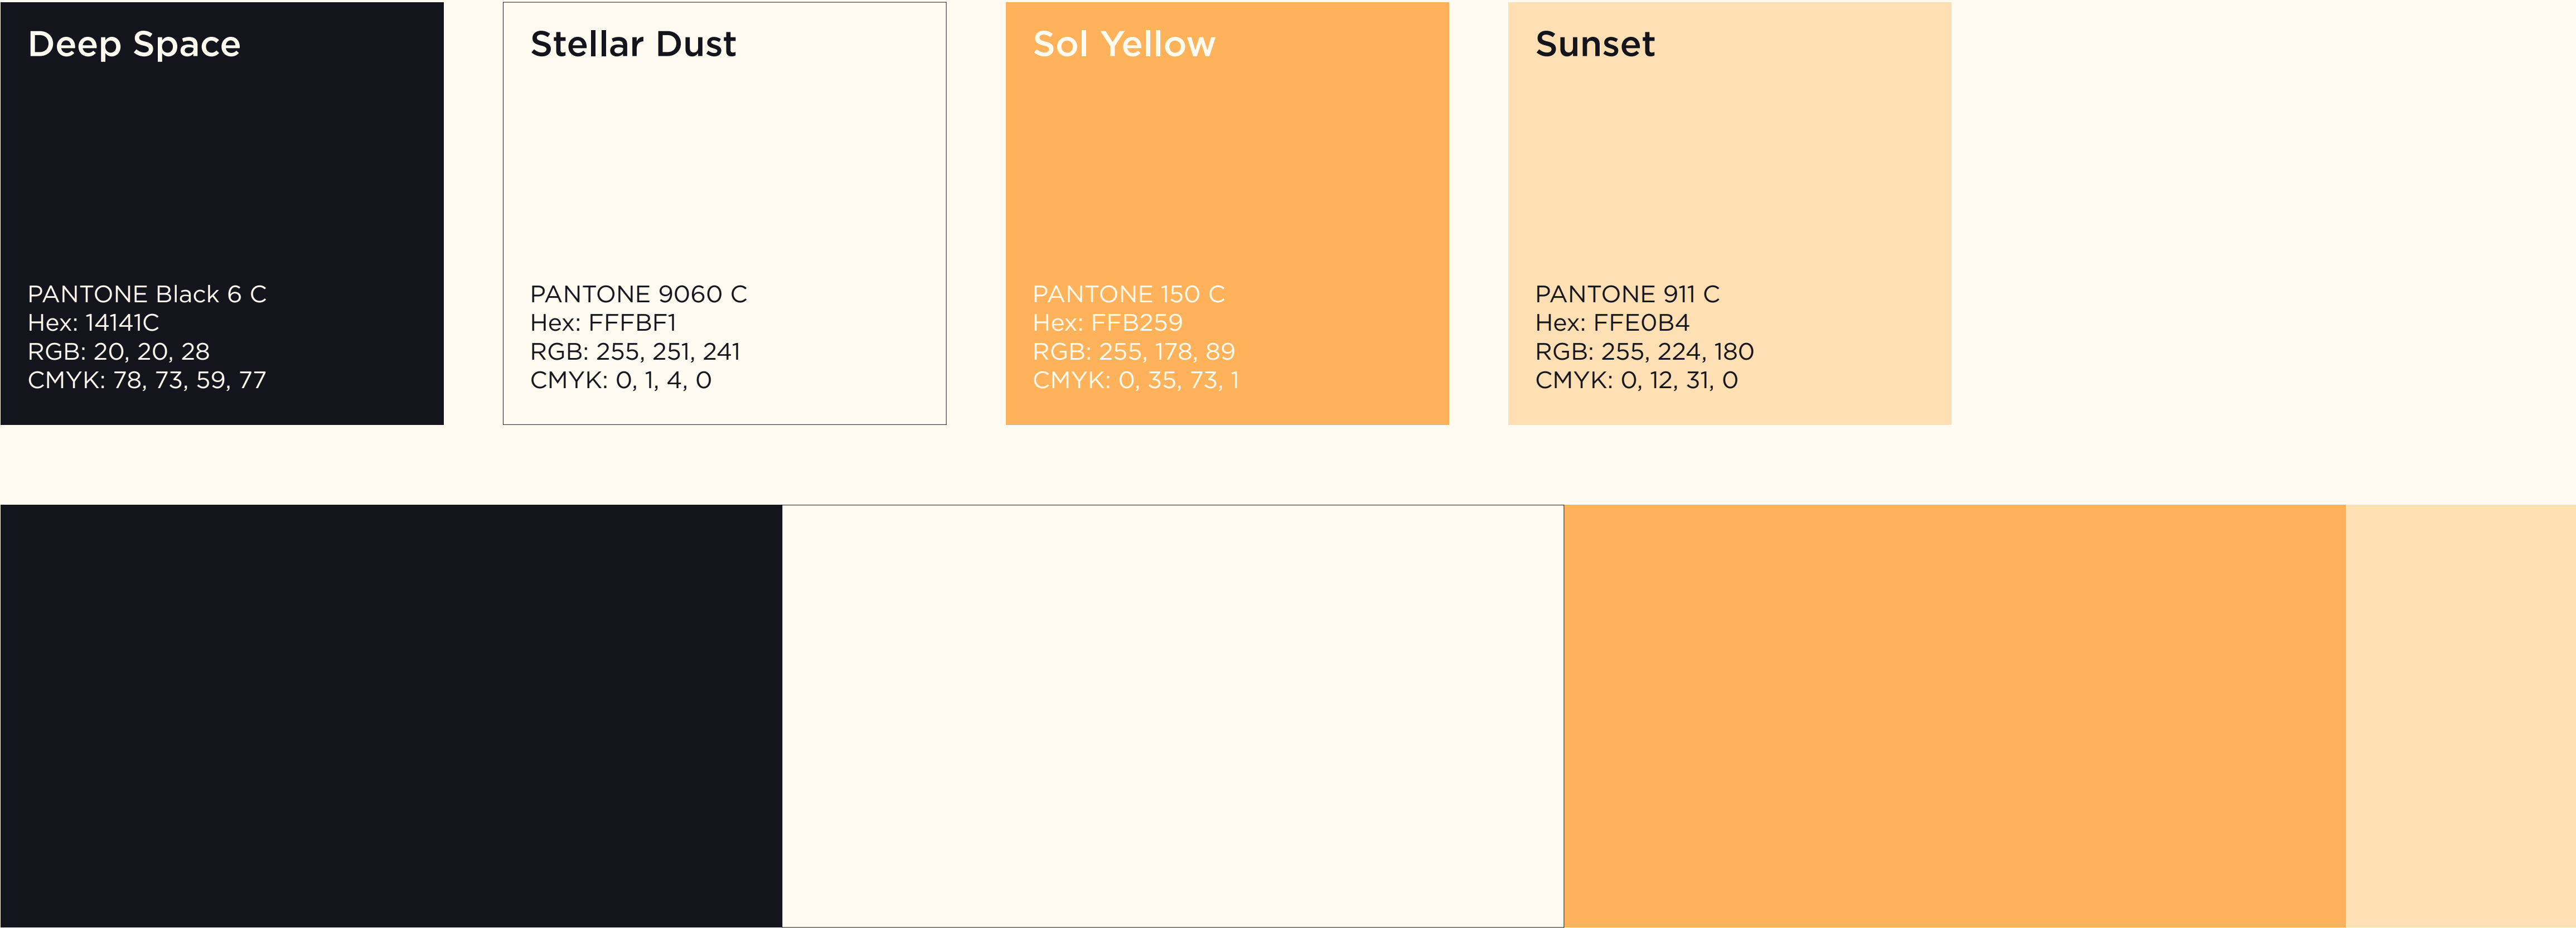 Deep Space
PANTONE Black 6 C
Hex: 14141C
RGB: 20, 20, 28
CMYK: 78, 73, 59, 77
Stellar Dust
PANTONE 9060 C
Hex: FFFBF1
RGB: 255, 251, 241
CMYK: 0, 1, 4, 0
Sol Yellow
PANTONE 150 C
Hex: FFB259
RGB: 255, 178, 89
CMYK: 0, 35, 73, 1
Sunset
PANTONE 911 C
Hex: FFE0B4
RGB: 255, 224, 180
CMYK: 0, 12, 31, 0